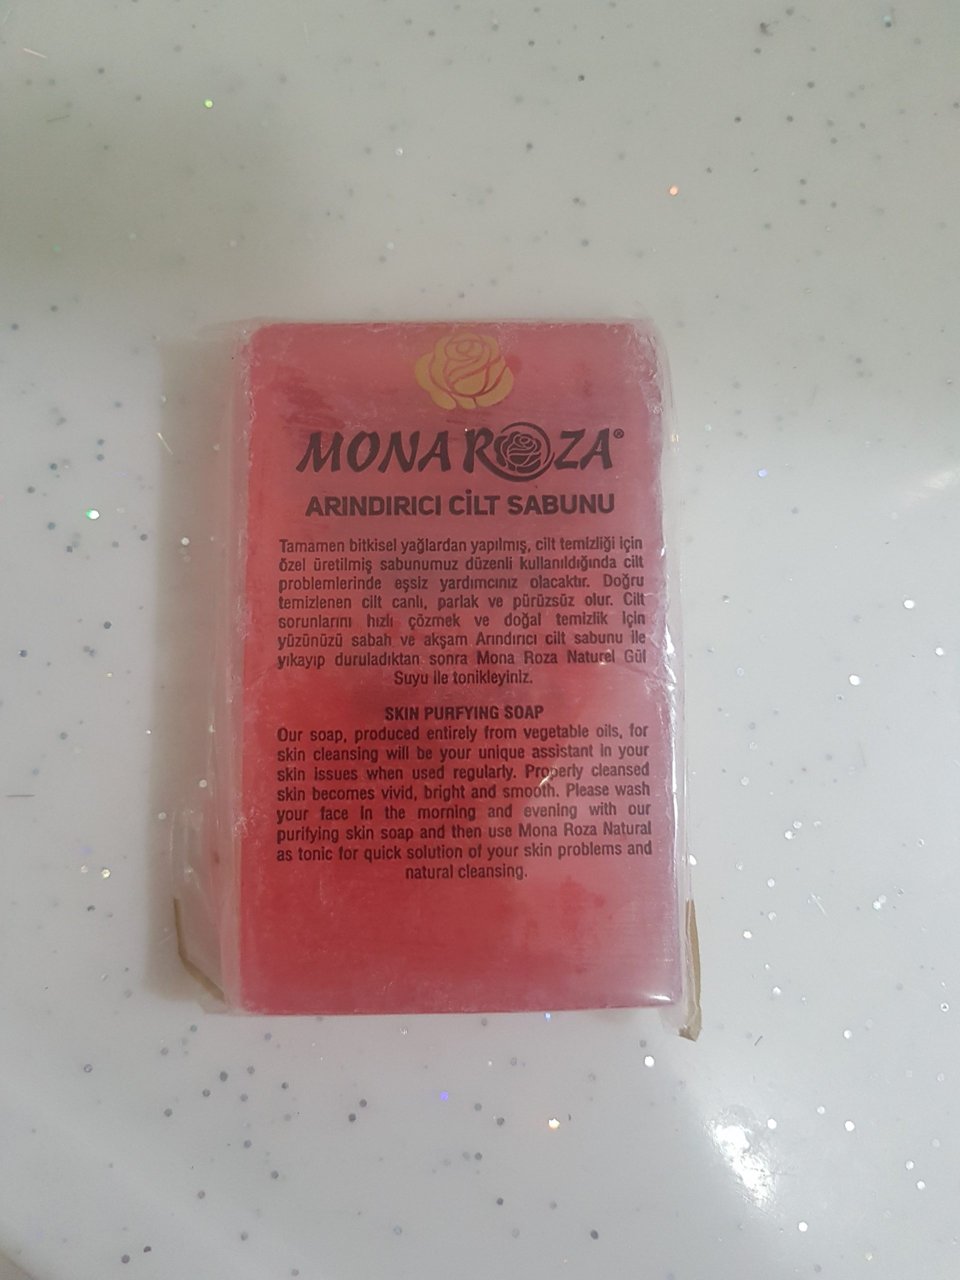 MONA ROZA®
ARINDIRICI CİLT SABUNU
Tamamen bitkisel yağlardan yapılmış, cilt temizliği için
özel üretilmiş sabunumuz düzenli kullanıldığında cilt
problemlerinde eşsiz yardımcınız olacaktır. Doğru
temizlenen cilt canlı, parlak ve pürüzsüz olur. Cilt
sorunlarını hızlı çözmek ve doğal temizlik için
yüzünüzü sabah ve akşam Arındırıcı cilt sabunu ile
yıkayıp duruladıktan sonra Mona Roza Naturel Gül
Suyu ile tonikleyiniz.
SKIN PURFYING SOAP
Our soap, produced entirely from vegetable oils, for
skin cleansing will be your unique assistant in your
skin issues when used regularly. Properly cleansed
skin becomes vivid, bright and smooth. Please wash
your face in the morning and evening with our
purifying skin soap and then use Mona Roza Natural
as tonic for quick solution of your skin problems and
natural cleansing.